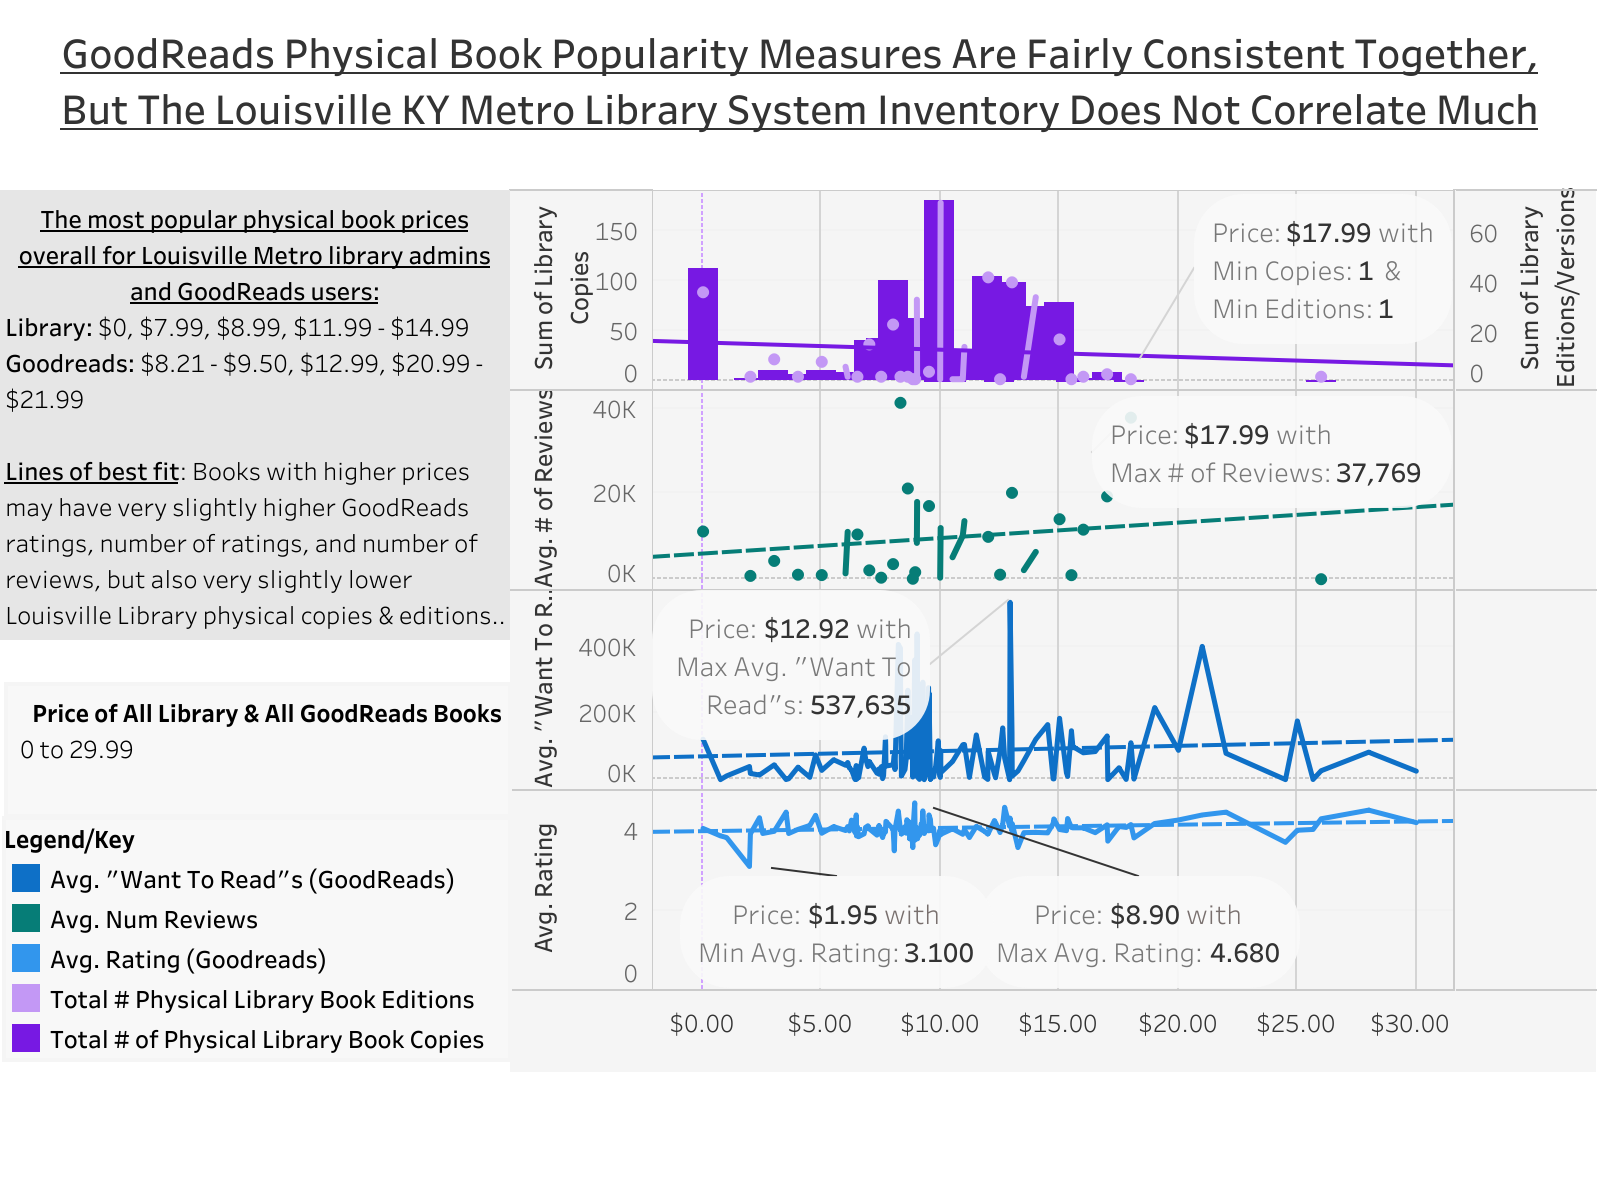 GoodReads Physical Book Popularity Measures Are Fairly Consistent Together,
But The Louisville KY Metro Library System Inventory Does Not Correlate Much
The most popular physical book prices
overall for Louisville Metro library admins
and GoodReads users:
Library: $0, $7.99, $8.99, $11.99 - $14.99
Goodreads: $8.21 - $9.50, $12.99, $20.99 -
$21.99
Lines of best fit: Books with higher prices
may have very slightly higher GoodReads
ratings, number of ratings, and number of
reviews, but also very slightly lower
Louisville Library physical copies & editions..
Price of All Library & All GoodReads Books
0 to 29.99
Legend/Key
Avg. "Want To Read"s (GoodReads)
Avg. Num Reviews
Avg. Rating (Goodreads)
Total # Physical Library Book Editions
Total # of Physical Library Book Copies
Sum of Library
Copies
150
100
50
0
Price: $17.99 with
Min Copies: 1 &
Min Editions: 1
60
40
20
0
Sum of Library
Editions/Versions
Avg. # of Reviews
40K
20K
0K
Price: $17.99 with
Max # of Reviews: 37,769
Avg. "Want To R..
400K
200K
0K
Price: $12.92 with
Max Avg. "Want To
Read"s: 537,635
Avg. Rating
4
2
0
Price: $1.95 with
Min Avg. Rating: 3.100
Price: $8.90 with
Max Avg. Rating: 4.680
$0.00
$5.00
$10.00
$15.00
$20.00
$25.00
$30.00